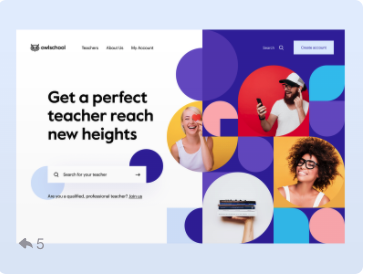 owlschool
Teachers About Us My Account
Search
Create account
Get a perfect
teacher reach
new heights
Search for your teacher
Are you a qualified, professional teacher? Join us
5